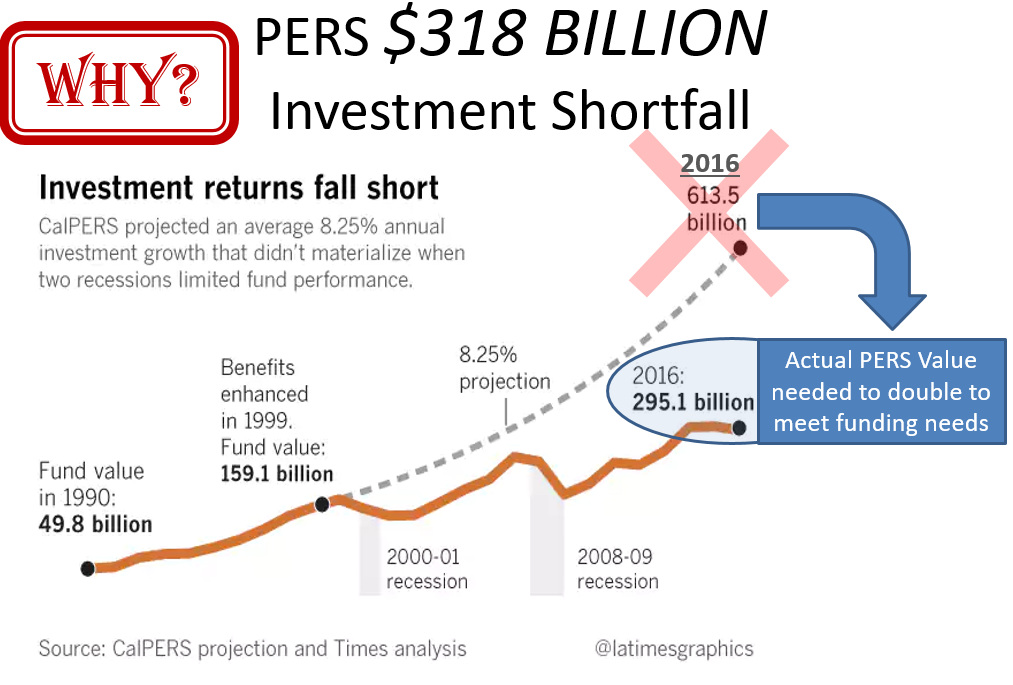 WHY?
PERS $318 BILLION
Investment Shortfall
Investment returns fall short
CalPERS projected an average 8.25% annual
investment growth that didn't materialize when
two recessions limited fund performance.
2016
613.5
billion
8.25%
projection
Benefits
enhanced
in 1999.
Fund value:
159.1 billion
2016:
295.1 billion
Actual PERS Value
needed to double to
meet funding needs
Fund value
in 1990:
49.8 billion
2000-01
recession
2008-09
recession
Source: CalPERS projection and Times analysis
@latimesgraphics